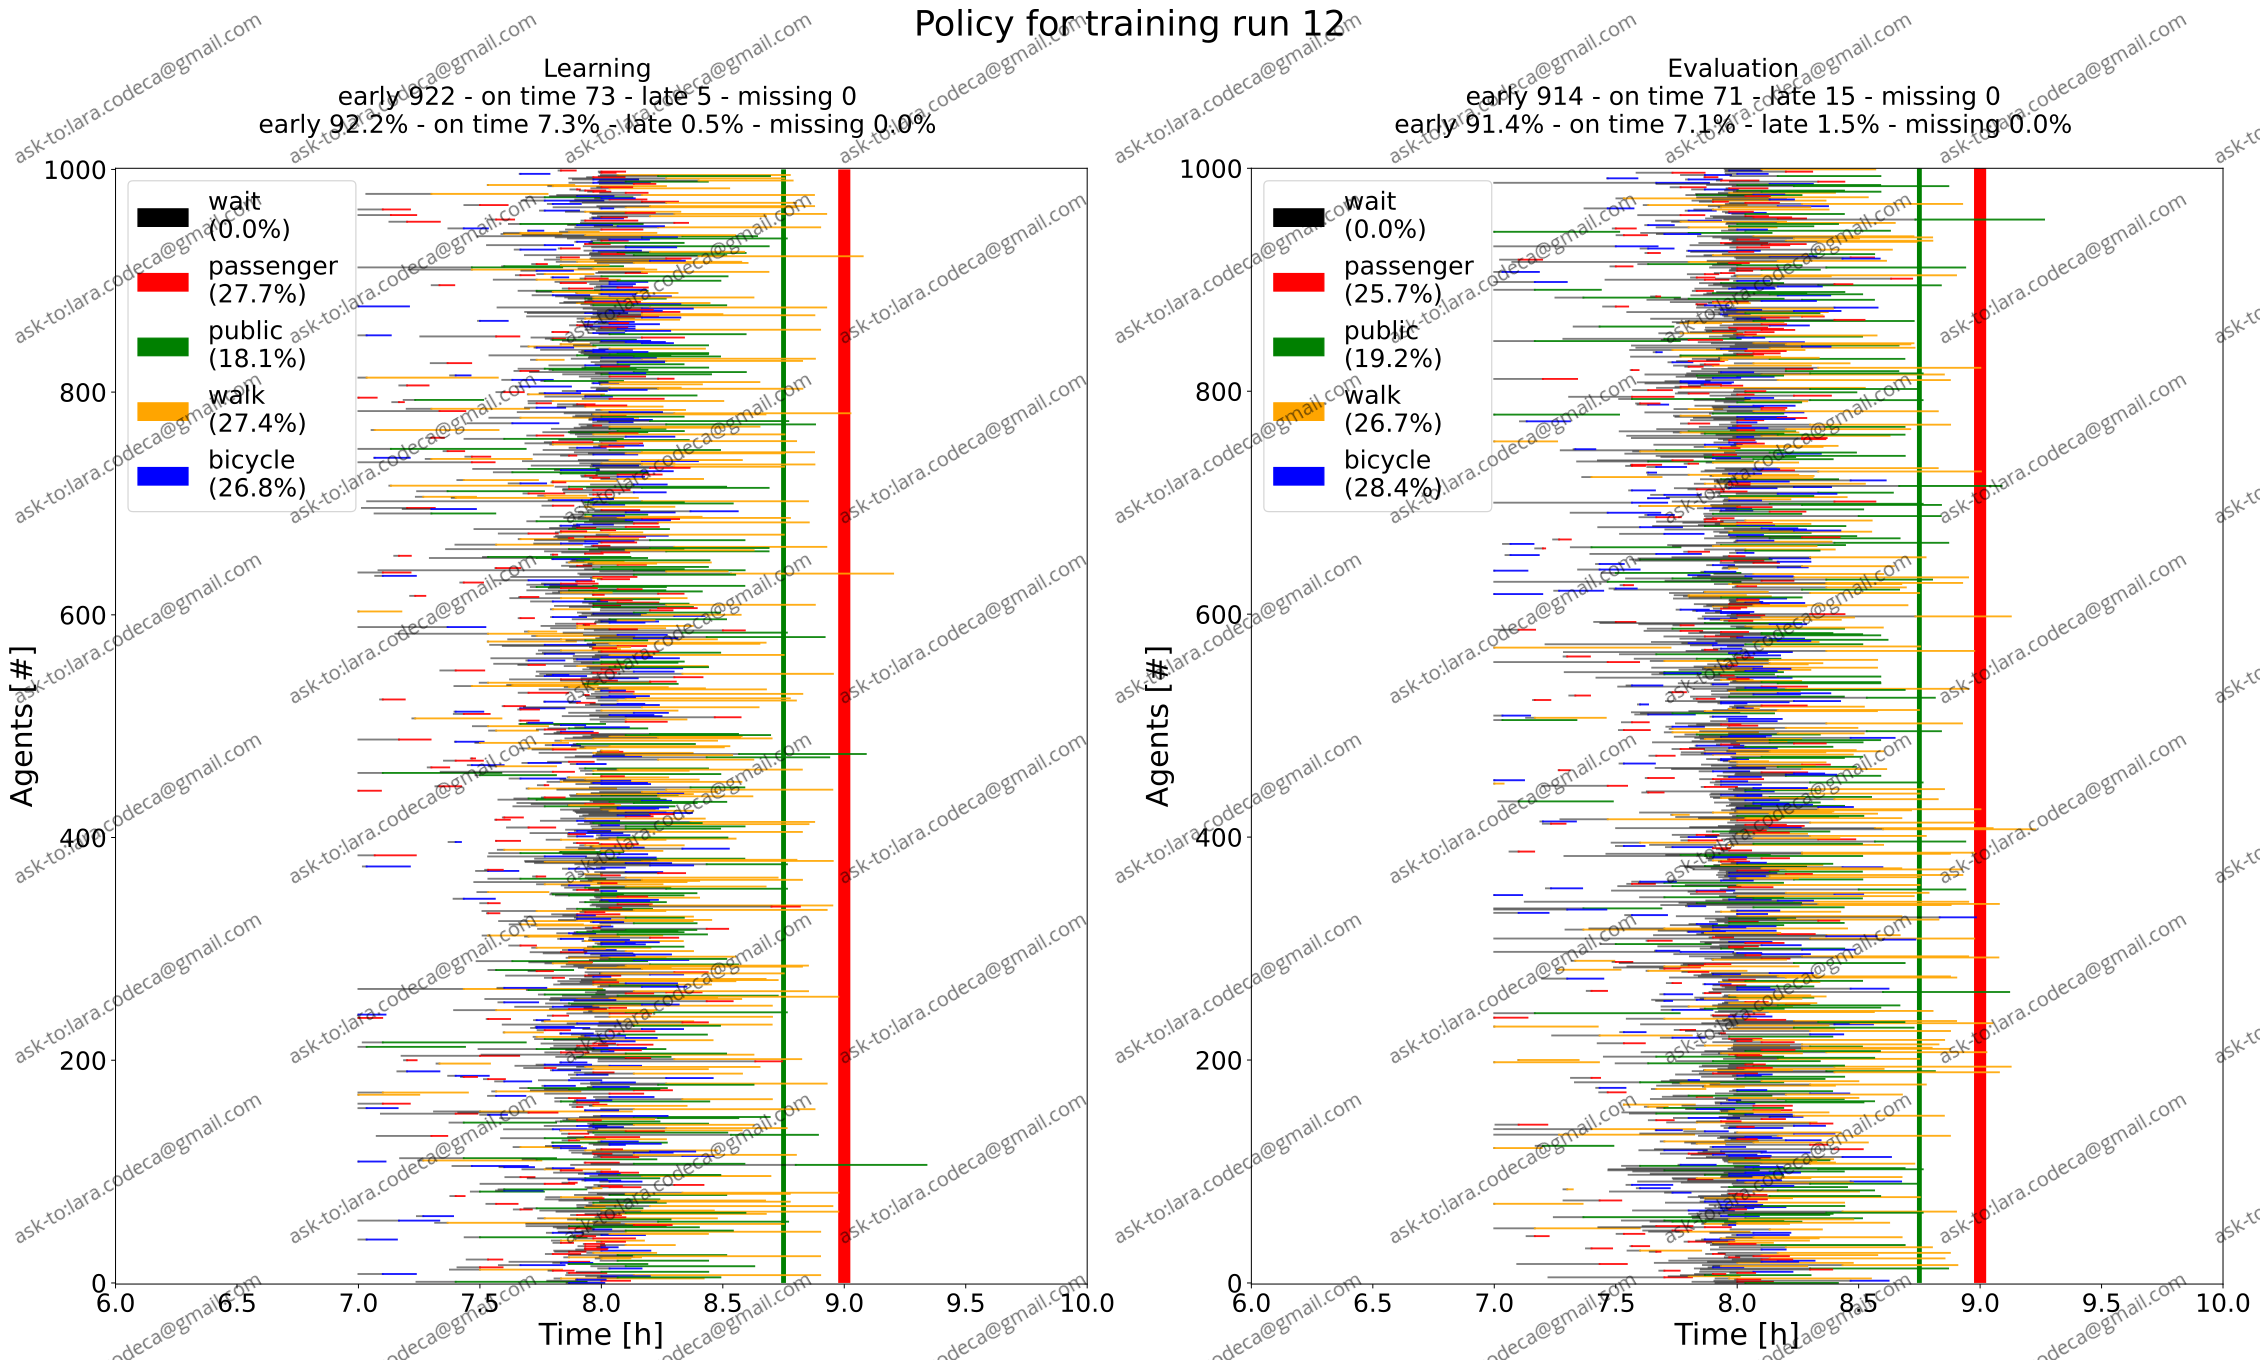 Policy for training run 12
Learning
early 922 - on time 73 - late 5 - missing 0
early 92.2% - on time 7.3% - late 0.5% - missing 0.0%
1000
800
600
400
200
0
Agents [#]
wait
(0.0%)
passenger
(27.7%)
public
(18.1%)
walk
(27.4%)
bicycle
(26.8%)
6.0 6.5 7.0 7.5 8.0 8.5 9.0 9.5 10.0
Time [h]
Evaluation
early 914 - on time 71 - late 15 - missing 0
early 91.4% - on time 7.1% - late 1.5% - missing 0.0%
1000
800
600
400
200
0
Agents [#]
wait
(0.0%)
passenger
(25.7%)
public
(19.2%)
walk
(26.7%)
bicycle
(28.4%)
6.0 6.5 7.0 7.5 8.0 8.5 9.0 9.5 10.0
Time [h]
ask-to:lara.codeca@gmail.com